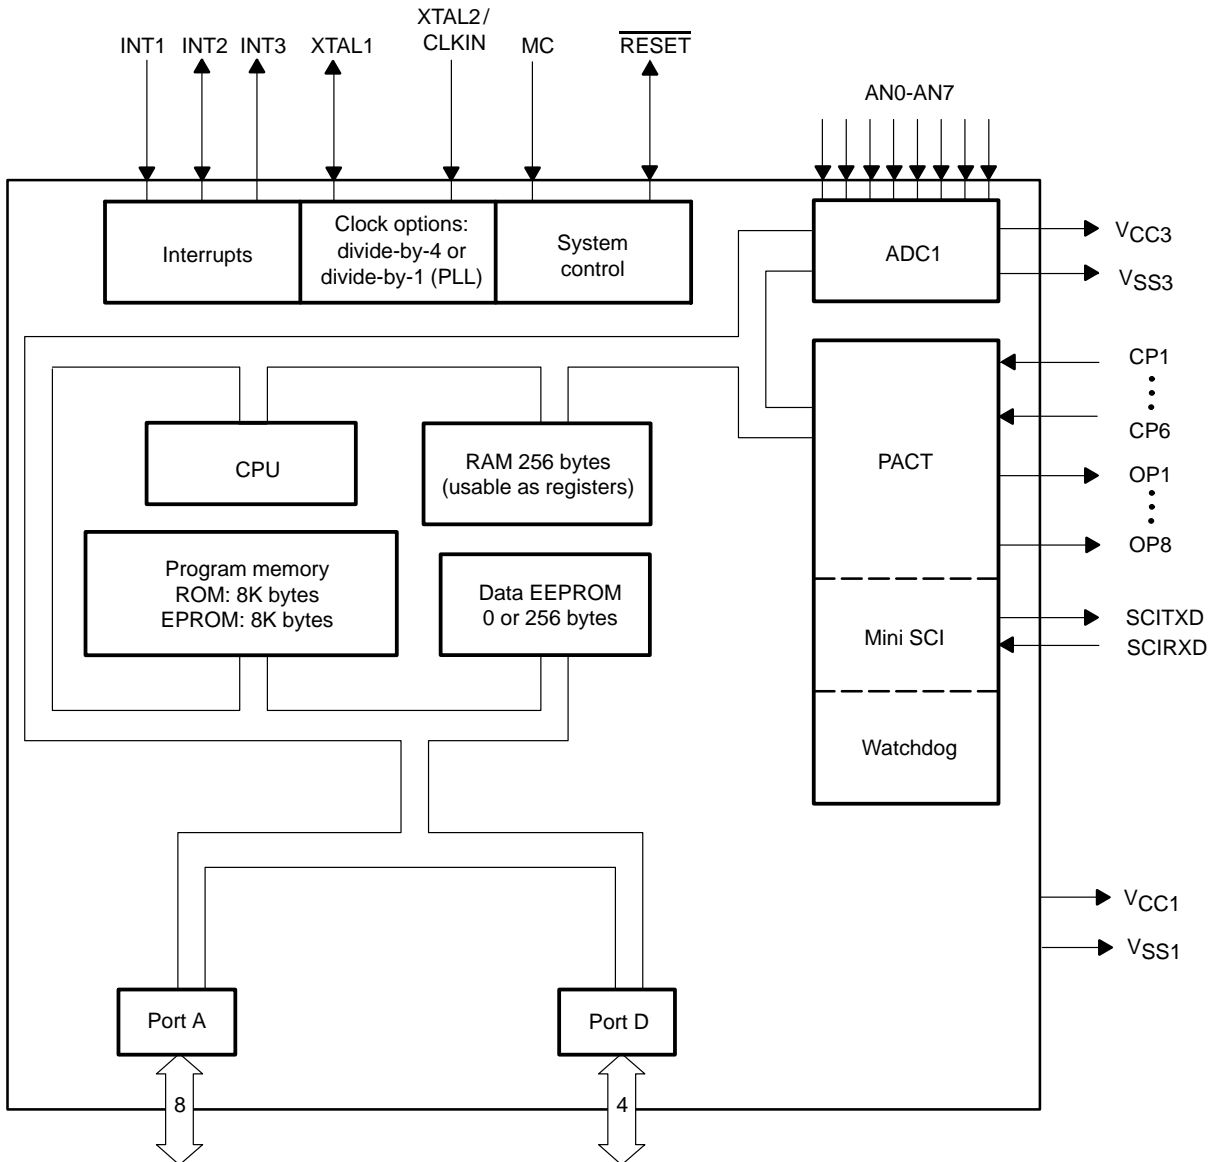 INT1
INT2
INT3
XTAL1
XTAL2/
CLKIN
MC
RESET
AN0-AN7
Interrupts
Clock options:
divide-by-4 or
divide-by-1 (PLL)
System
control
ADC1
VCC3
VSS3
CP1
CP6
OP1
OP8
PACT
CPU
RAM 256 bytes
(usable as registers)
Program memory
ROM: 8K bytes
EPROM: 8K bytes
Data EEPROM
0 or 256 bytes
Mini SCI
SCITXD
SCIRXD
Watchdog
VCC1
VSS1
Port A
Port D
8
4